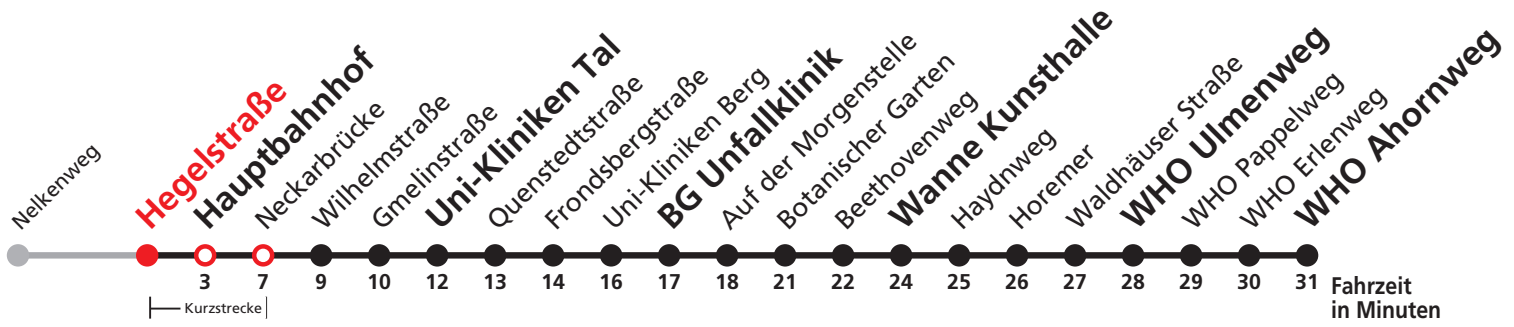 Nelkenweg
Hegelstraße
Hauptbahnhof
Neckarbrücke
Wilhelmstraße
Gmelinstraße
Uni-Kliniken Tal
Quenstedtstraße
Frondsbergstraße
Uni-Kliniken Berg
BG Unfallklinik
Auf der Morgenstelle
Botanischer Garten
Beethovenweg
Wanne Kunsthalle
Haydnweg
Horemer
Waldhäuser Straße
WHO Ulmenweg
WHO Pappelweg
WHO Erlenweg
WHO Ahornweg
3 7 9 10 12 13 14 16 17 18 21 22 24 25 26 27 28 29 30 31
Fahrzeit
in Minuten
Kurzstrecke